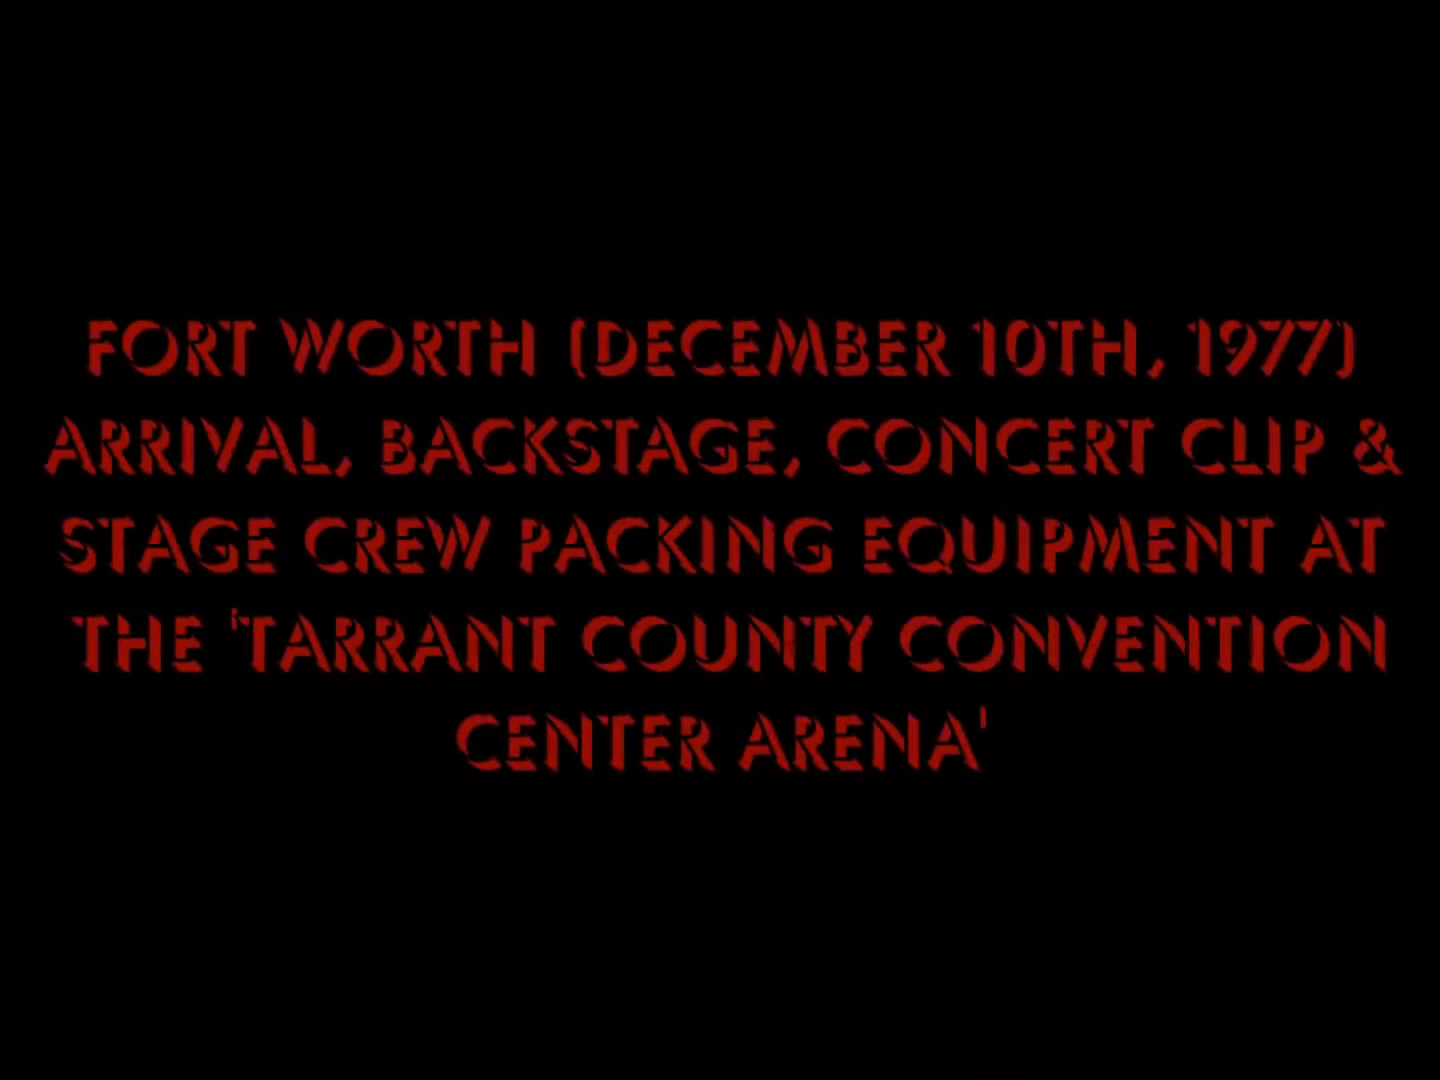 FORT WORTH (DECEMBER 10TH, 1977)
ARRIVAL, BACKSTAGE, CONCERT CLIP &
STAGE CREW PACKING EQUIPMENT AT
THE 'TARRANT COUNTY CONVENTION
CENTER ARENA'